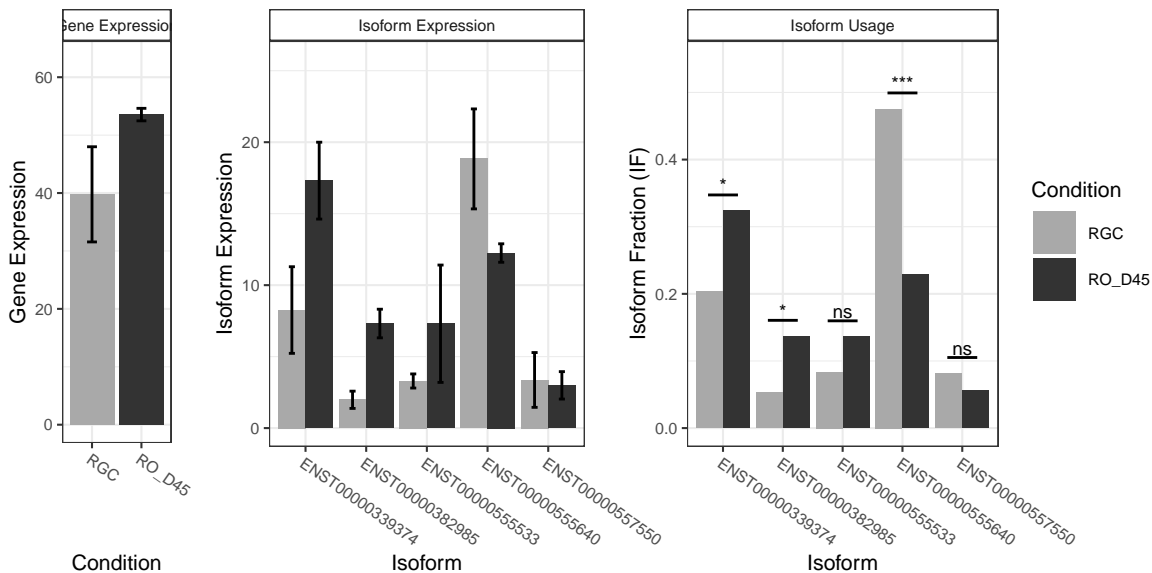 Gene Expression
Isoform Expression
Isoform Usage
Gene Expression
60
40
20
0
RGC
RO_D45
Condition
Isoform Expression
20
10
0
ENST00000339374
ENST00000382985
ENST00000555533
ENST00000555640
ENST00000557550
Isoform
Isoform Fraction (IF)
0.4
0.2
0.0
*
*
ns
***
ns
ENST00000339374
ENST00000382985
ENST00000555533
ENST00000555640
ENST00000557550
Isoform
Condition
RGC
RO_D45